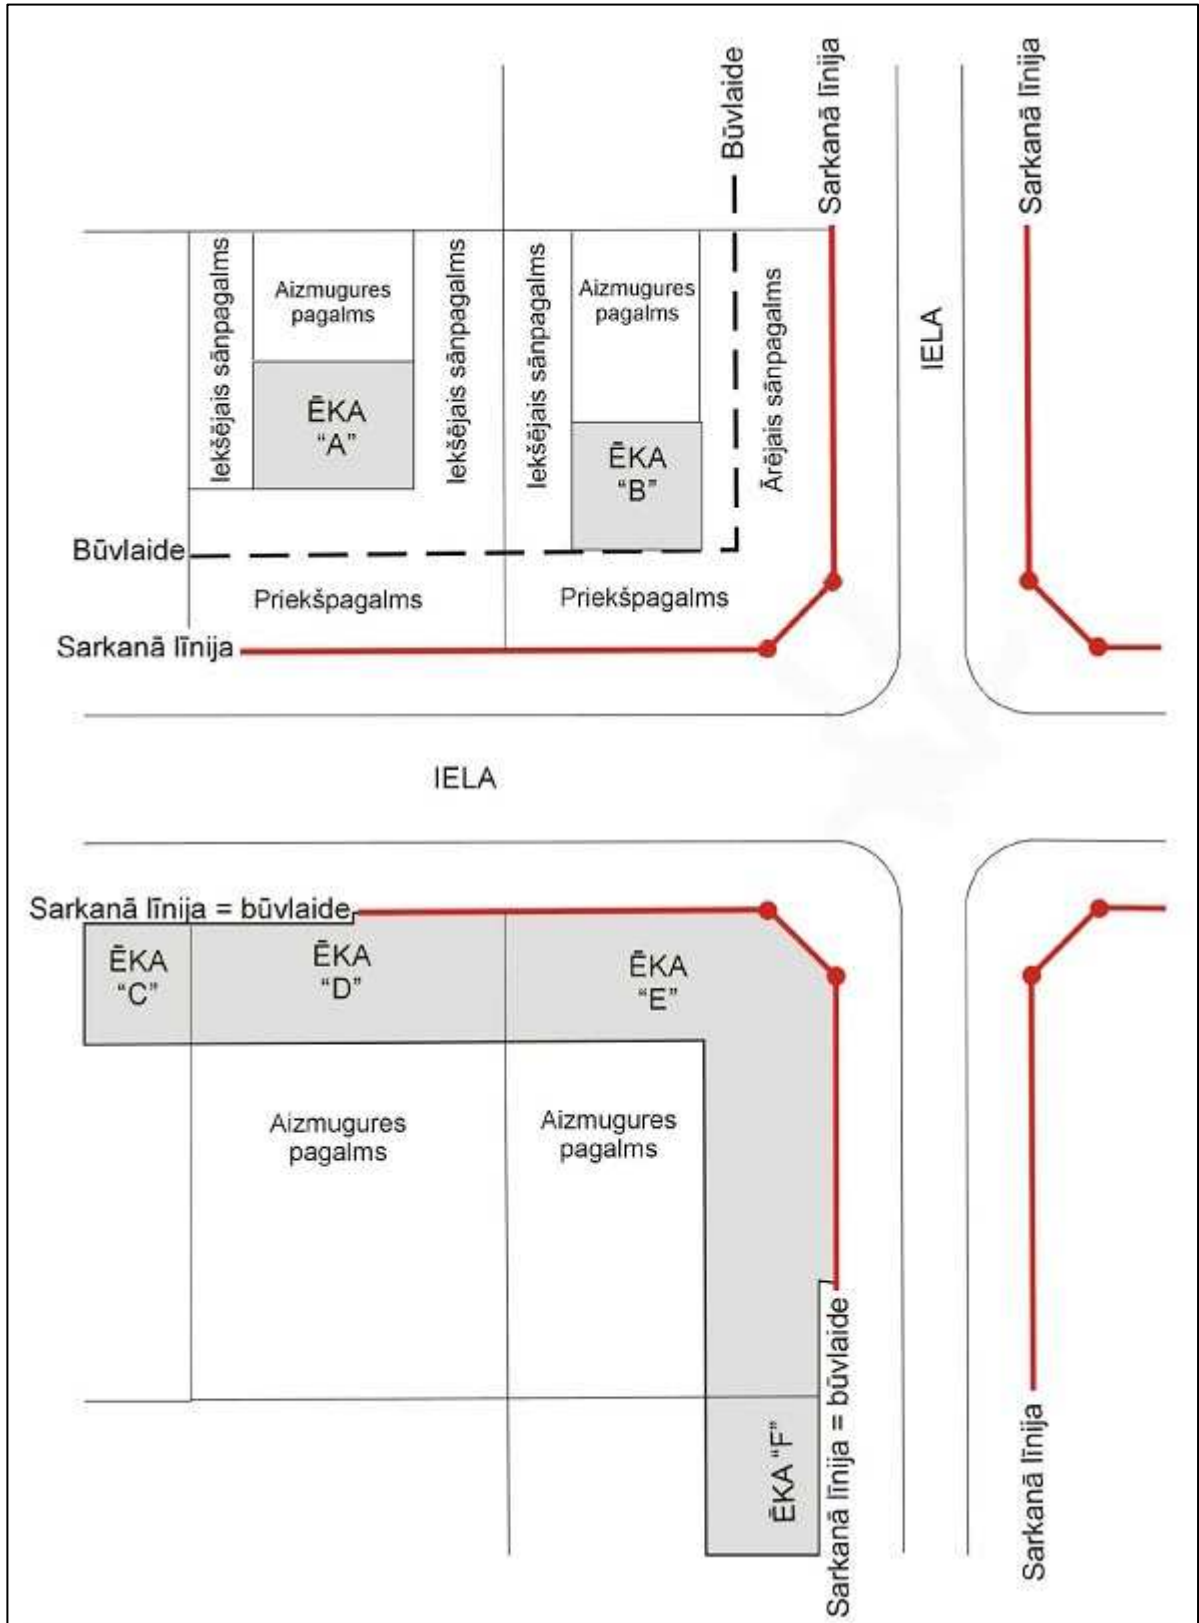 Būvlaide
Sarkanā līnija
Sarkanā līnija
Iekšējais sānpagalms
Aizmugures
pagalms
Iekšējais sānpagalms
Iekšējais sānpagalms
Aizmugures
pagalms
Ārējais sānpagalms
IELA
ĒKA
“A”
ĒKA
“B”
Būvlaide
Priekšpagalms
Priekšpagalms
Sarkanā līnija
IELA
Sarkanā līnija = būvlaide
ĒKA
“C”
ĒKA
“D”
ĒKA
“E”
Aizmugures
pagalms
Aizmugures
pagalms
Sarkanā līnija = būvlaide
ĒKA “F”
Sarkanā līnija